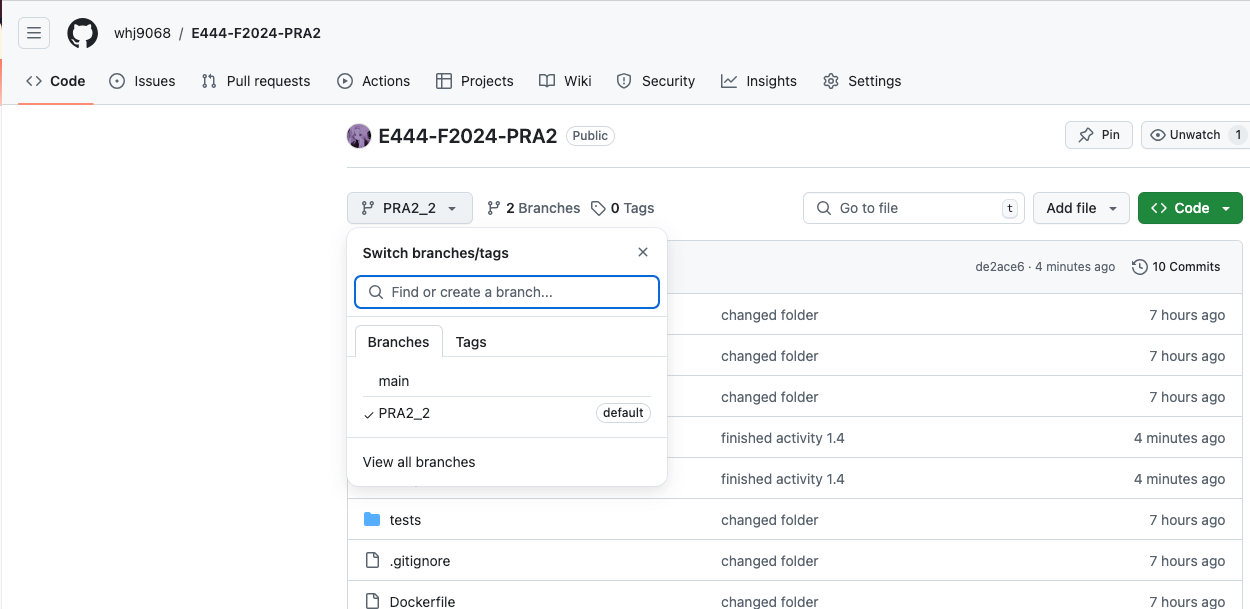 whj9068 / E444-F2024-PRA2
Code Issues Pull requests Actions Projects Wiki Security Insights Settings
E444-F2024-PRA2 Public Pin Unwatch 1
PRA2_2 2 Branches 0 Tags Go to file t Add file Code
Switch branches/tags
de2ace6 · 4 minutes ago 10 Commits
Find or create a branch...
changed folder 7 hours ago
Branches Tags
changed folder 7 hours ago
main
changed folder 7 hours ago
PRA2_2 default
finished activity 1.4 4 minutes ago
View all branches
finished activity 1.4 4 minutes ago
tests changed folder 7 hours ago
.gitignore changed folder 7 hours ago
Dockerfile changed folder 7 hours ago